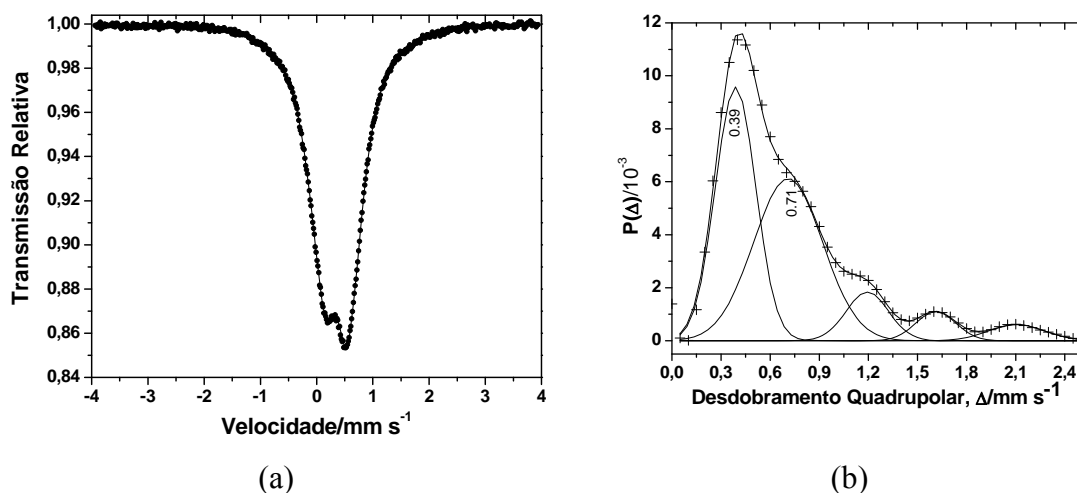 1,00
0,98
0,96
0,94
0,92
0,90
0,88
0,86
0,84
Transmissão Relativa
-4 -3 -2 -1 0 1 2 3 4
Velocidade/mm s⁻¹
(a)
12
10
8
6
4
2
0
P(Δ)/10⁻³
0.39
0.71
0,0 0,3 0,6 0,9 1,2 1,5 1,8 2,1 2,4
Desdobramento Quadrupolar, Δ/mm s⁻¹
(b)